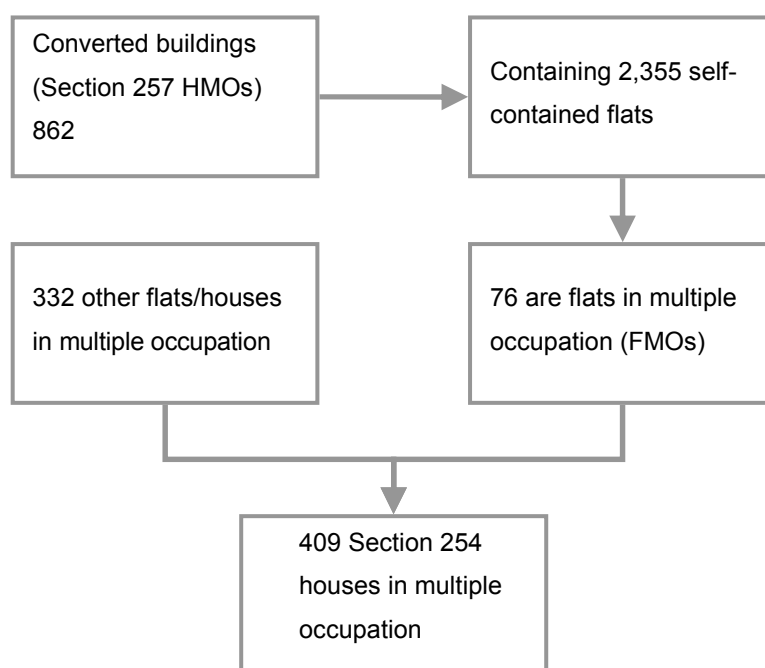 Converted buildings
(Section 257 HMOs)
862
Containing 2,355 self-
contained flats
332 other flats/houses
in multiple occupation
76 are flats in multiple
occupation (FMOs)
409 Section 254
houses in multiple
occupation